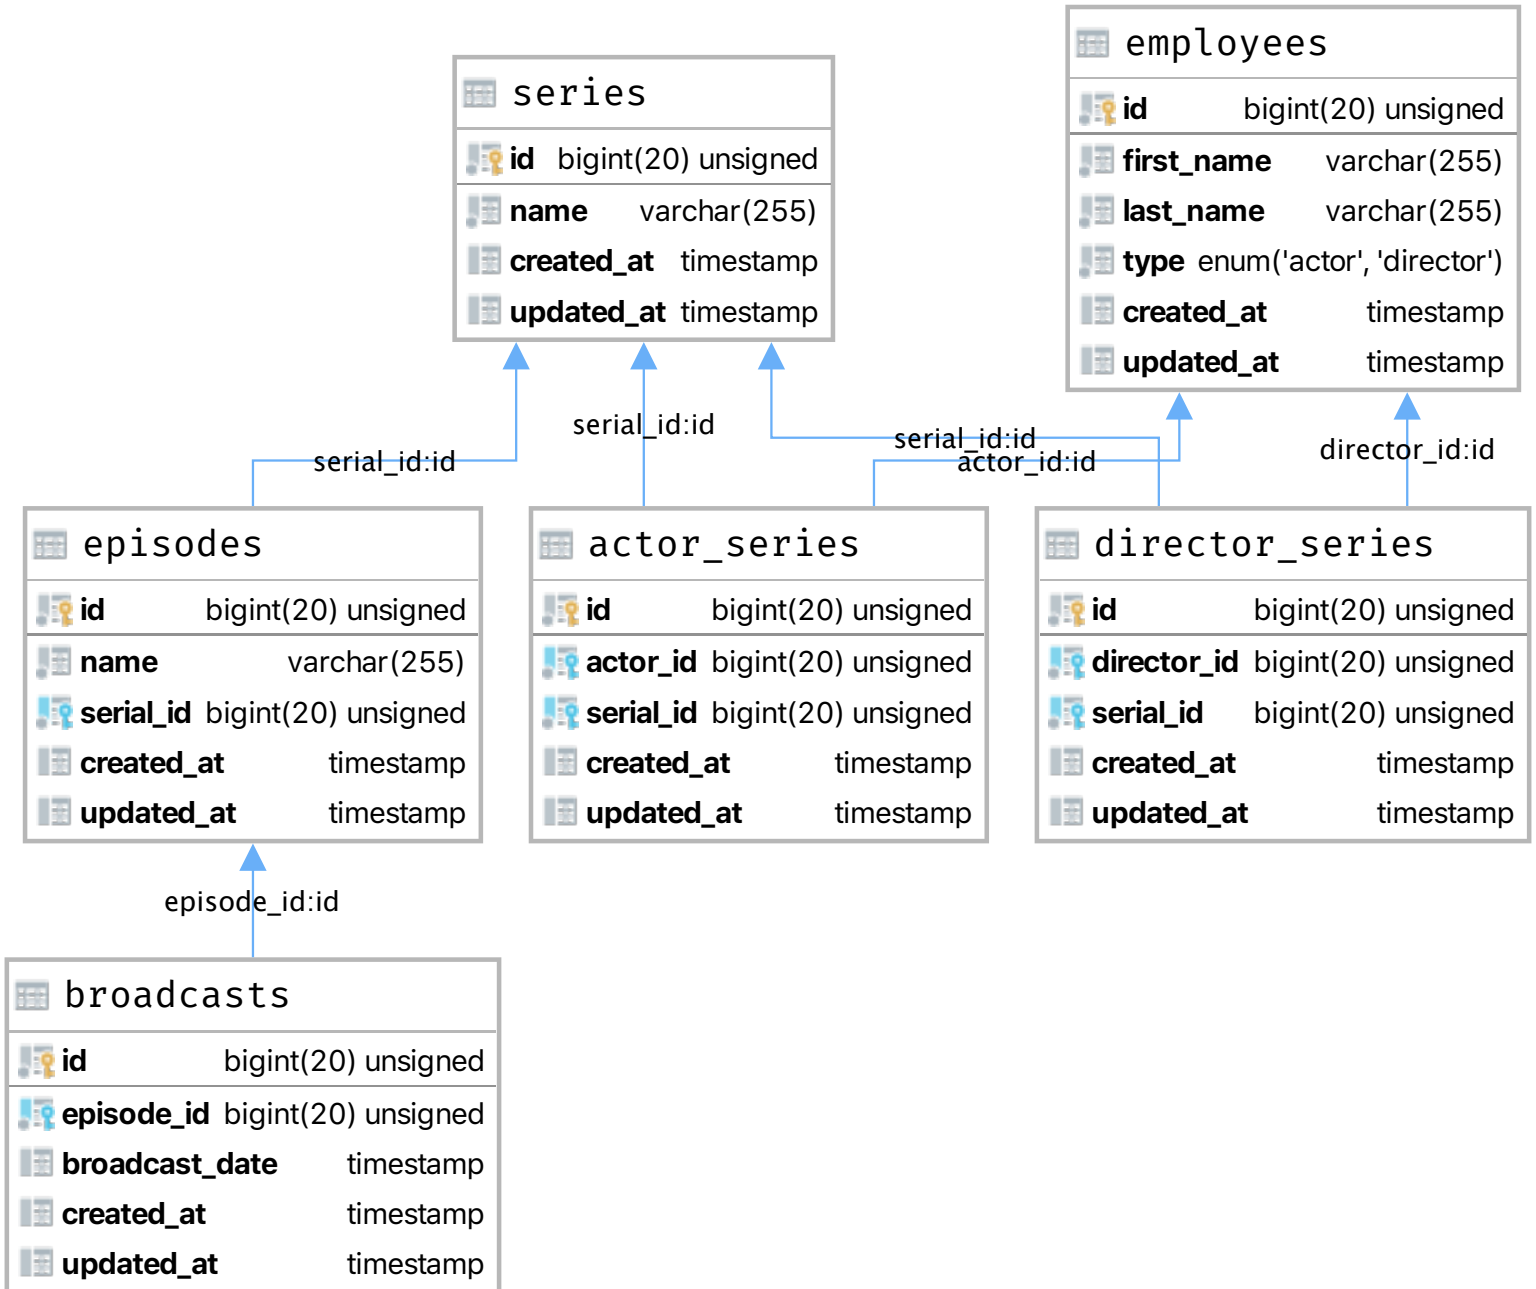 series
id bigint(20) unsigned
name varchar(255)
created_at timestamp
updated_at timestamp
employees
id bigint(20) unsigned
first_name varchar(255)
last_name varchar(255)
type enum('actor', 'director')
created_at timestamp
updated_at timestamp
serial_id:id
serial_id:id
serial_id:id
actor_id:id
director_id:id
episodes
id bigint(20) unsigned
name varchar(255)
serial_id bigint(20) unsigned
created_at timestamp
updated_at timestamp
actor_series
id bigint(20) unsigned
actor_id bigint(20) unsigned
serial_id bigint(20) unsigned
created_at timestamp
updated_at timestamp
director_series
id bigint(20) unsigned
director_id bigint(20) unsigned
serial_id bigint(20) unsigned
created_at timestamp
updated_at timestamp
episode_id:id
broadcasts
id bigint(20) unsigned
episode_id bigint(20) unsigned
broadcast_date timestamp
created_at timestamp
updated_at timestamp